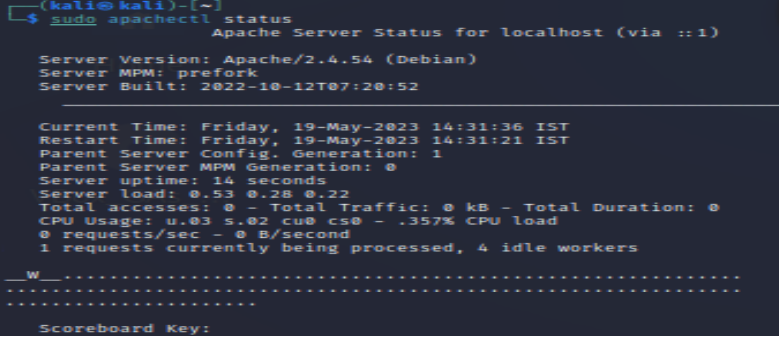 (kali㉿kali)-[~]
$ sudo apachectl status
Apache Server Status for localhost (via ::1)
Server Version: Apache/2.4.54 (Debian)
Server MPM: prefork
Server Built: 2022-10-12T07:20:52
Current Time: Friday, 19-May-2023 14:31:36 IST
Restart Time: Friday, 19-May-2023 14:31:21 IST
Parent Server Config. Generation: 1
Parent Server MPM Generation: 0
Server uptime: 14 seconds
Server load: 0.53 0.28 0.22
Total accesses: 0 - Total Traffic: 0 kB - Total Duration: 0
CPU Usage: u.03 s.02 cu0 cs0 - .357% CPU load
0 requests/sec - 0 B/second
1 requests currently being processed, 4 idle workers
__W__...........................................................
................................................................
......................
Scoreboard Key: